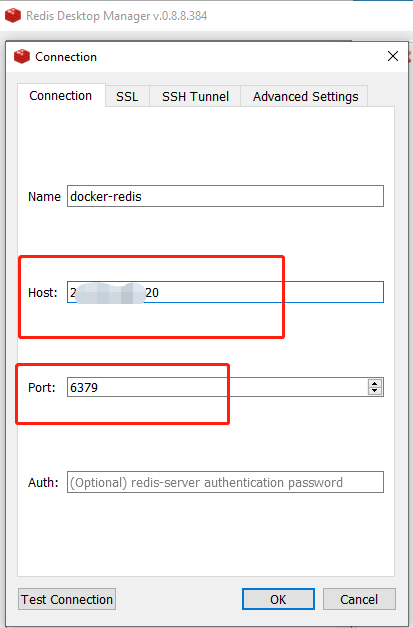 Redis Desktop Manager v.0.8.8.384
Connection
Connection SSL SSH Tunnel Advanced Settings
Name docker-redis
Host: 2 20
Port: 6379
Auth: (Optional) redis-server authentication password
Test Connection OK Cancel